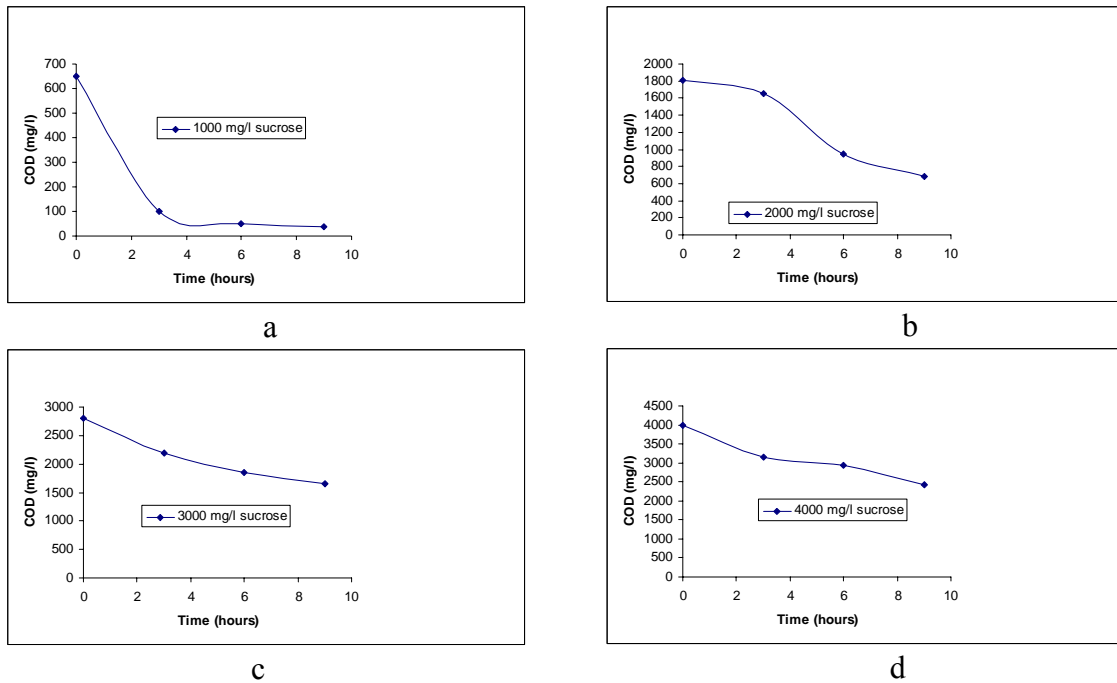 700
600
500
400
300
200
100
0
COD (mg/l)
1000 mg/l sucrose
0 2 4 6 8 10
Time (hours)
a
2000
1800
1600
1400
1200
1000
800
600
400
200
0
COD (mg/l)
2000 mg/l sucrose
0 2 4 6 8 10
Time (hours)
b
3000
2500
2000
1500
1000
500
0
COD (mg/l)
3000 mg/l sucrose
0 2 4 6 8 10
Time (hours)
c
4500
4000
3500
3000
2500
2000
1500
1000
500
0
COD (mg/l)
4000 mg/l sucrose
0 2 4 6 8 10
Time (hours)
d